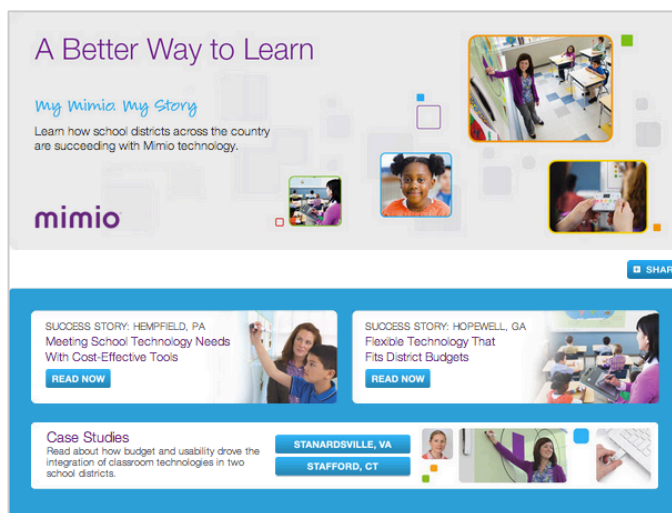 A Better Way to Learn
My Mimio. My Story
Learn how school districts across the country
are succeeding with Mimio technology.
mimio
SHAR
SUCCESS STORY: HEMPFIELD, PA
Meeting School Technology Needs
With Cost-Effective Tools
READ NOW
SUCCESS STORY: HOPEWELL, GA
Flexible Technology That
Fits District Budgets
READ NOW
Case Studies
Read about how budget and usability drove the
integration of classroom technologies in two
school districts.
STANARDSVILLE, VA
STAFFORD, CT